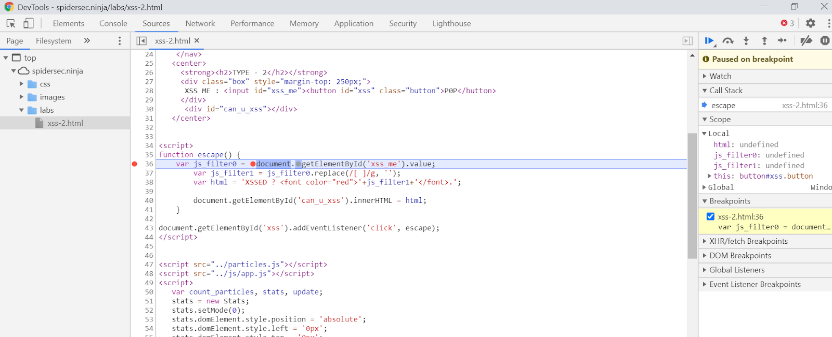 DevTools - spidersec.ninja/labs/xss-2.html
Elements Console Sources Network Performance Memory Application Security Lighthouse 3
Page Filesystem » xss-2.html ×
top
spidersec.ninja
css
images
labs
xss-2.html
24 </nav>
25 <center>
26 <strong><h2>TYPE - 2</h2></strong>
27 <div class="box" style="margin-top: 250px;">
28 XSS ME : <input id="xss_me"><button id="xss" class="button">P0P</button>
29 </div>
30 <div id="can_u_xss"></div>
31 </center>
32
33
34 <script>
35 function escape() {
36 var js_filter0 = document.getElementById('xss_me').value;
37 var js_filter1 = js_filter0.replace(/[ ]/g, '');
38 var html = 'XSSED ? <font color="red">'+js_filter1+'</font>.';
39
40 document.getElementById('can_u_xss').innerHTML = html;
41 }
42
43 document.getElementById('xss').addEventListener('click', escape);
44 </script>
45
46
47 <script src="../particles.js"></script>
48 <script src="../js/app.js"></script>
49 <script>
50 var count_particles, stats, update;
51 stats = new Stats;
52 stats.setMode(0);
53 stats.domElement.style.position = 'absolute';
54 stats.domElement.style.left = '0px';
Paused on breakpoint
Watch
Call Stack
escape xss-2.html:36
Scope
Local
html: undefined
js_filter0: undefined
js_filter1: undefined
this: button#xss.button
Global Windo
Breakpoints
xss-2.html:36
var js_filter0 = document…
XHR/fetch Breakpoints
DOM Breakpoints
Global Listeners
Event Listener Breakpoints